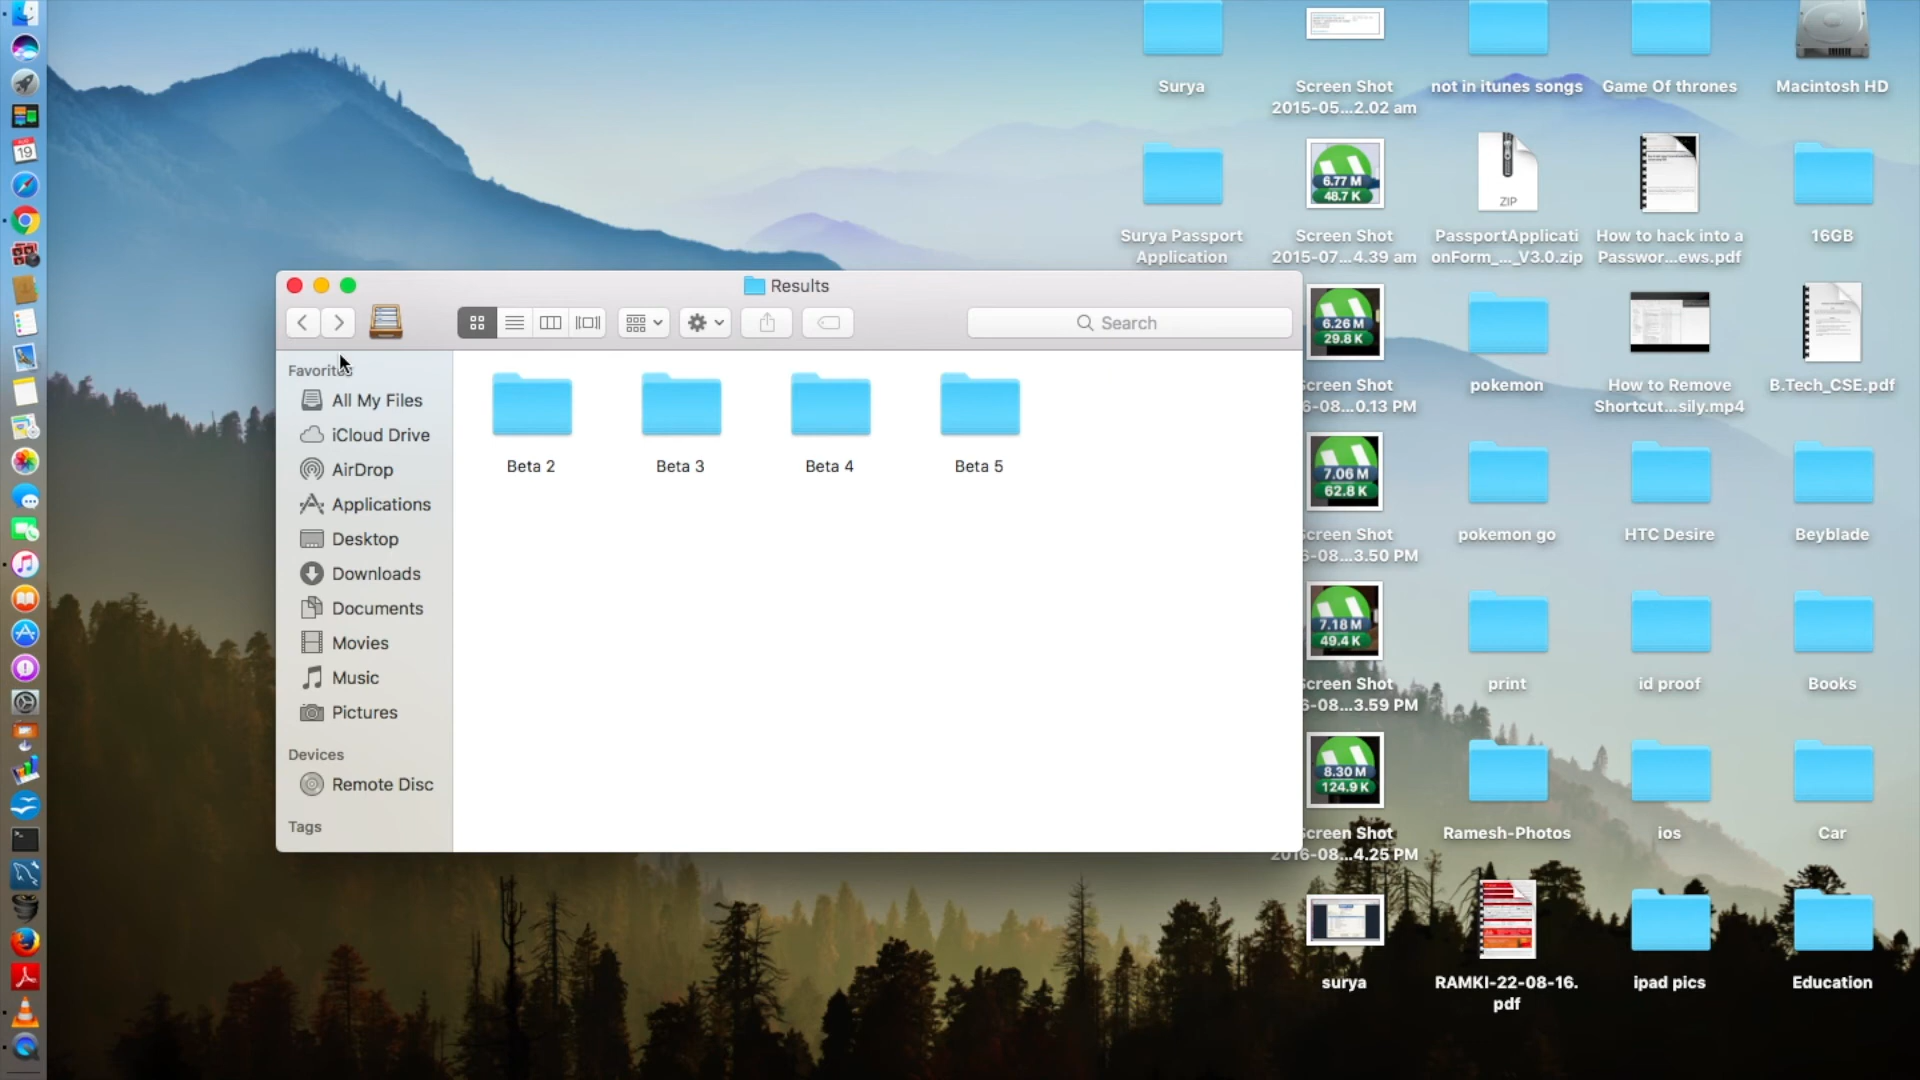 Results
Search
Favorites
All My Files
iCloud Drive
AirDrop
Applications
Desktop
Downloads
Documents
Movies
Music
Pictures
Devices
Remote Disc
Tags
Beta 2
Beta 3
Beta 4
Beta 5
19
Surya
Screen Shot
2015-05...2.02 am
not in itunes songs
Game Of thrones
Macintosh HD
Surya Passport
Application
6.77 M
48.7 K
Screen Shot
2015-07...4.39 am
ZIP
PassportApplicati
onForm_..._V3.0.zip
How to hack into a
Passwor...ews.pdf
16GB
6.26 M
29.8 K
Screen Shot
6-08...0.13 PM
pokemon
How to Remove
Shortcut...sily.mp4
B.Tech_CSE.pdf
7.06 M
62.8 K
Screen Shot
6-08...3.50 PM
pokemon go
HTC Desire
Beyblade
7.18 M
49.4 K
Screen Shot
6-08...3.59 PM
print
id proof
Books
8.30 M
124.9 K
Screen Shot
2016-08...4.25 PM
Ramesh-Photos
ios
Car
surya
RAMKI-22-08-16.
pdf
ipad pics
Education